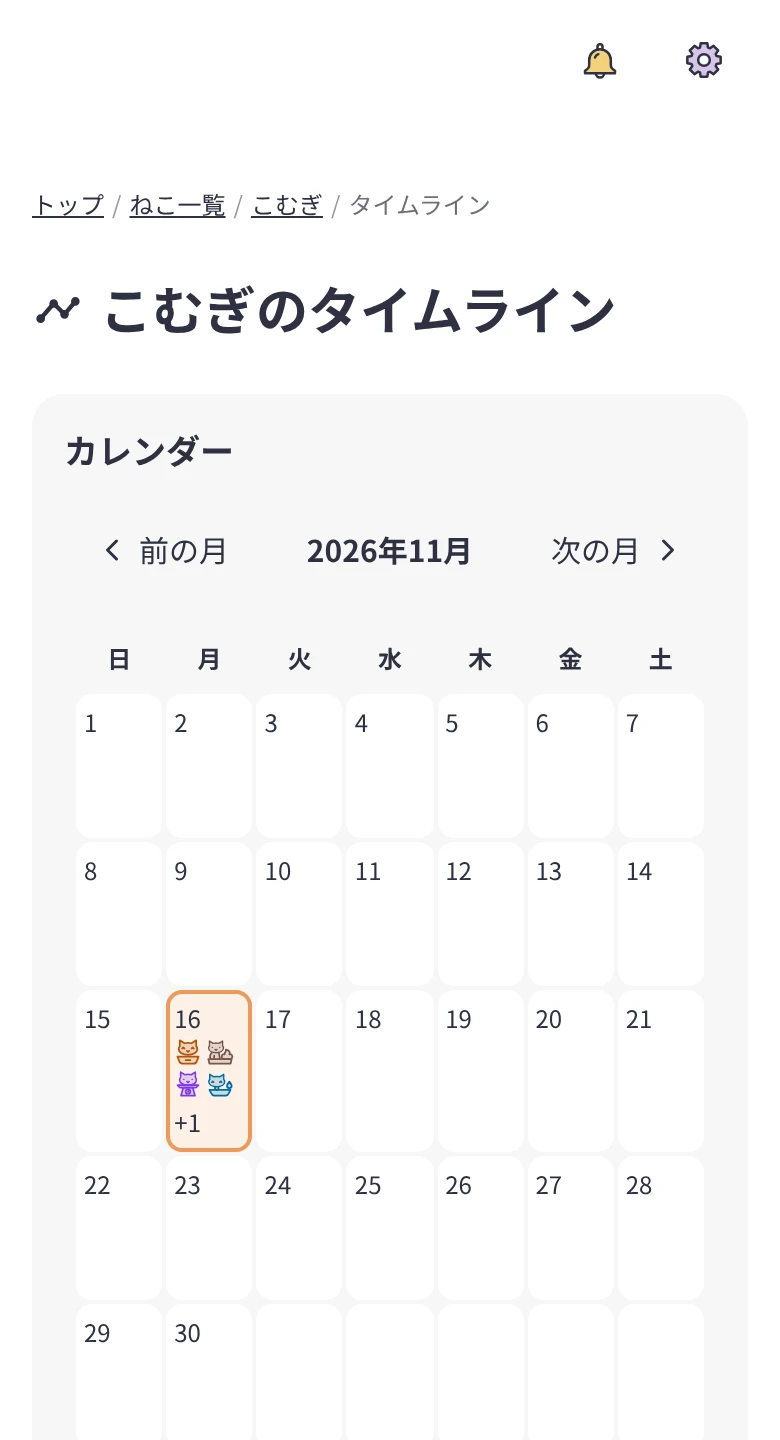 トップ / ねこ一覧 / こむぎ / タイムライン
こむぎのタイムライン
カレンダー
前の月 2026年11月 次の月
日 月 火 水 木 金 土
1 2 3 4 5 6 7
8 9 10 11 12 13 14
15 16 17 18 19 20 21
+1
22 23 24 25 26 27 28
29 30